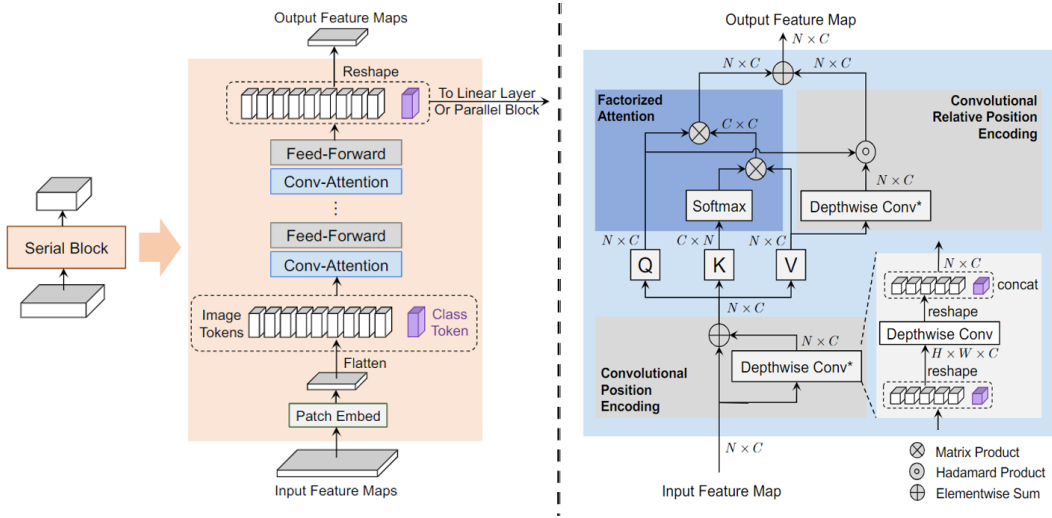 Output Feature Maps
Reshape
To Linear Layer
Or Parallel Block
Feed-Forward
Conv-Attention
⋮
Feed-Forward
Conv-Attention
Serial Block
Image
Tokens
Class
Token
Flatten
Patch Embed
Input Feature Maps
Output Feature Map
N × C
N × C
N × C
Factorized
Attention
C × C
Convolutional
Relative Position
Encoding
N × C
Softmax
Depthwise Conv*
N × C
C × N
N × C
Q
K
V
N × C
N × C
concat
reshape
Depthwise Conv
H × W × C
reshape
N × C
Depthwise Conv*
Convolutional
Position
Encoding
N × C
Input Feature Map
Matrix Product
Hadamard Product
Elementwise Sum